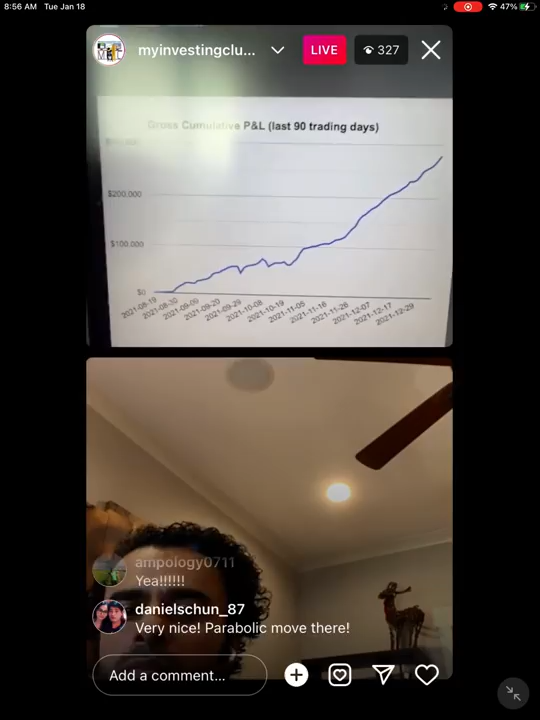 8:56 AM Tue Jan 18
47%
myinvestingclu...
LIVE
327
Gross Cumulative P&L (last 90 trading days)
$200,000
$100,000
$0
2021-08-19
2021-08-30
2021-09-09
2021-09-20
2021-09-29
2021-10-08
2021-10-19
2021-11-05
2021-11-16
2021-11-26
2021-12-07
2021-12-17
2021-12-29
ampology0711
Yea!!!!!!
danielschun_87
Very nice! Parabolic move there!
Add a comment...